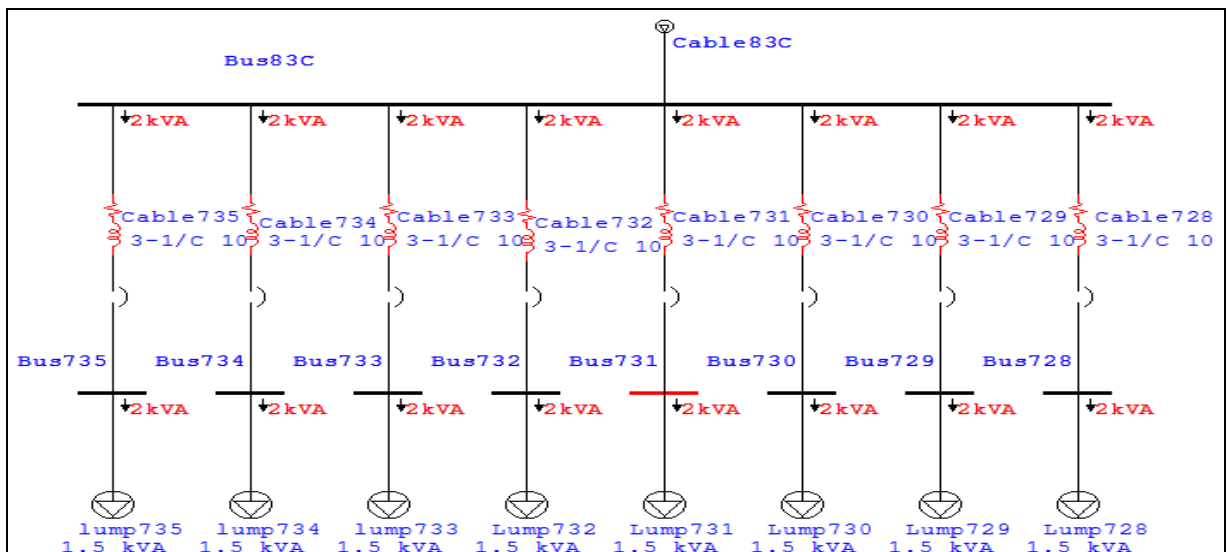 Cable83C
Bus83C
2kVA 2kVA 2kVA 2kVA 2kVA 2kVA 2kVA 2kVA
Cable735 Cable734 Cable733 Cable732 Cable731 Cable730 Cable729 Cable728
3-1/C 10 3-1/C 10 3-1/C 10 3-1/C 10 3-1/C 10 3-1/C 10 3-1/C 10 3-1/C 10
Bus735 Bus734 Bus733 Bus732 Bus731 Bus730 Bus729 Bus728
2kVA 2kVA 2kVA 2kVA 2kVA 2kVA 2kVA 2kVA
lump735 lump734 lump733 Lump732 Lump731 Lump730 Lump729 Lump728
1.5 kVA 1.5 kVA 1.5 kVA 1.5 kVA 1.5 kVA 1.5 kVA 1.5 kVA 1.5 kVA